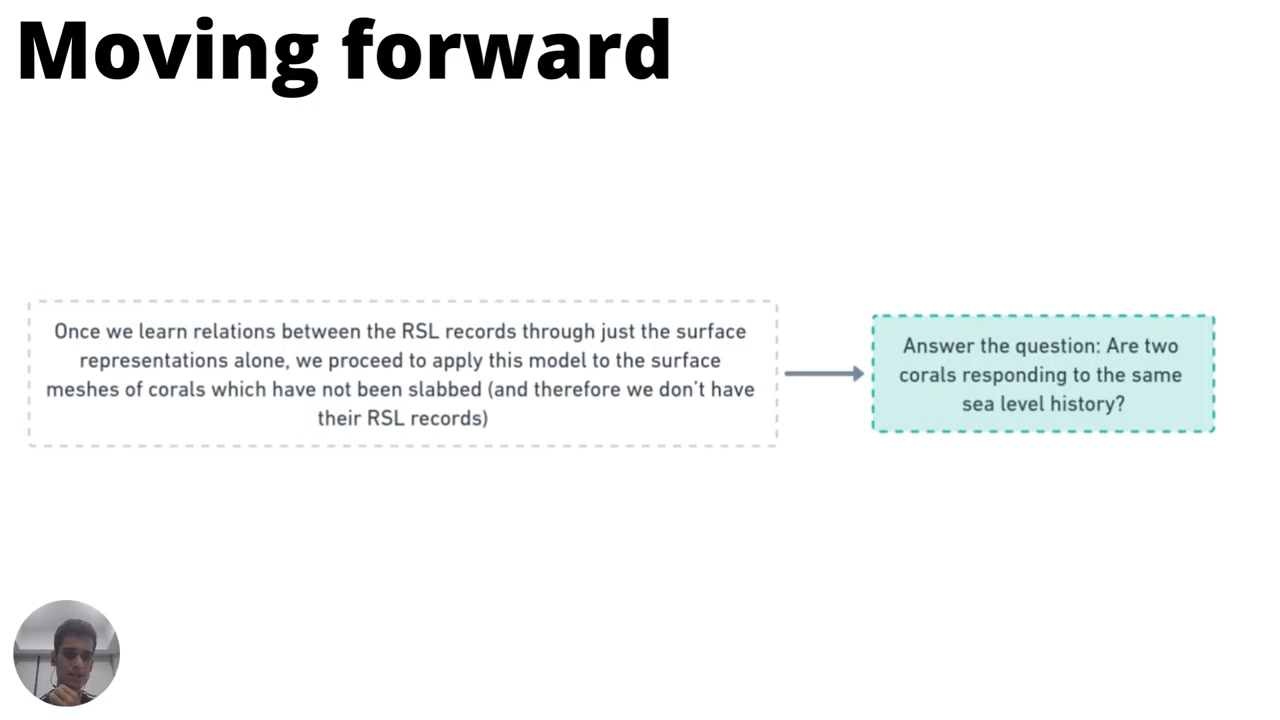 Moving forward
Once we learn relations between the RSL records through just the surface
representations alone, we proceed to apply this model to the surface
meshes of corals which have not been slabbed (and therefore we don't have
their RSL records)
Answer the question: Are two
corals responding to the same
sea level history?